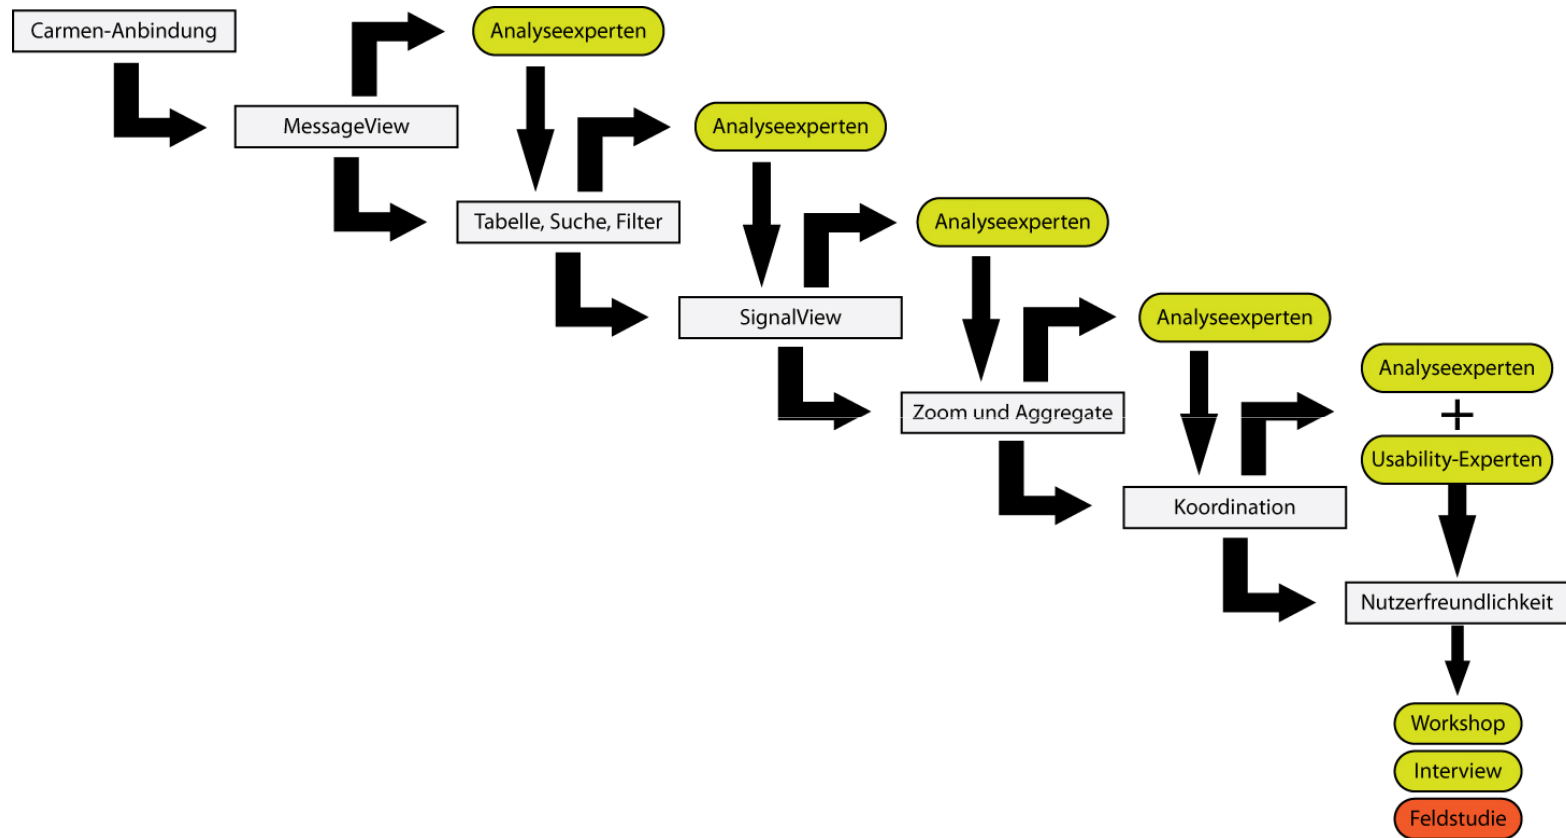 Carmen-Anbindung
Analyseexperten
MessageView
Analyseexperten
Tabelle, Suche, Filter
Analyseexperten
SignalView
Analyseexperten
Analyseexperten
+
Zoom und Aggregate
Usability-Experten
Koordination
Nutzerfreundlichkeit
Workshop
Interview
Feldstudie